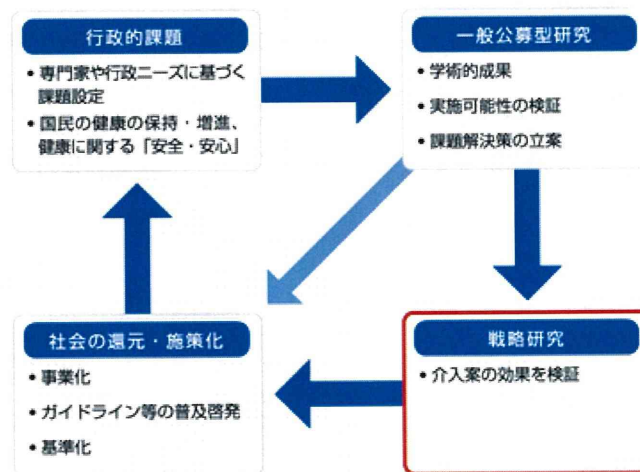 行政的課題
• 専門家や行政ニーズに基づく
課題設定
• 国民の健康の保持・増進、
健康に関する「安全・安心」
一般公募型研究
• 学術的成果
• 実施可能性の検証
• 課題解決策の立案
社会の還元・施策化
• 事業化
• ガイドライン等の普及啓発
• 基準化
戦略研究
• 介入案の効果を検証